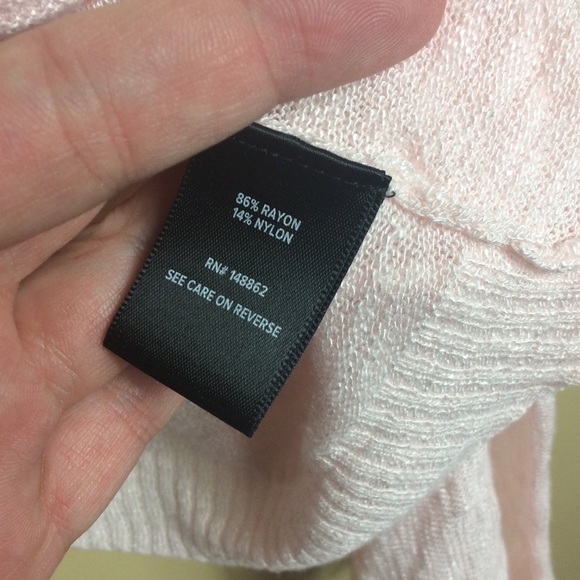 86% RAYON
14% NYLON
RN# 148862
SEE CARE ON REVERSE